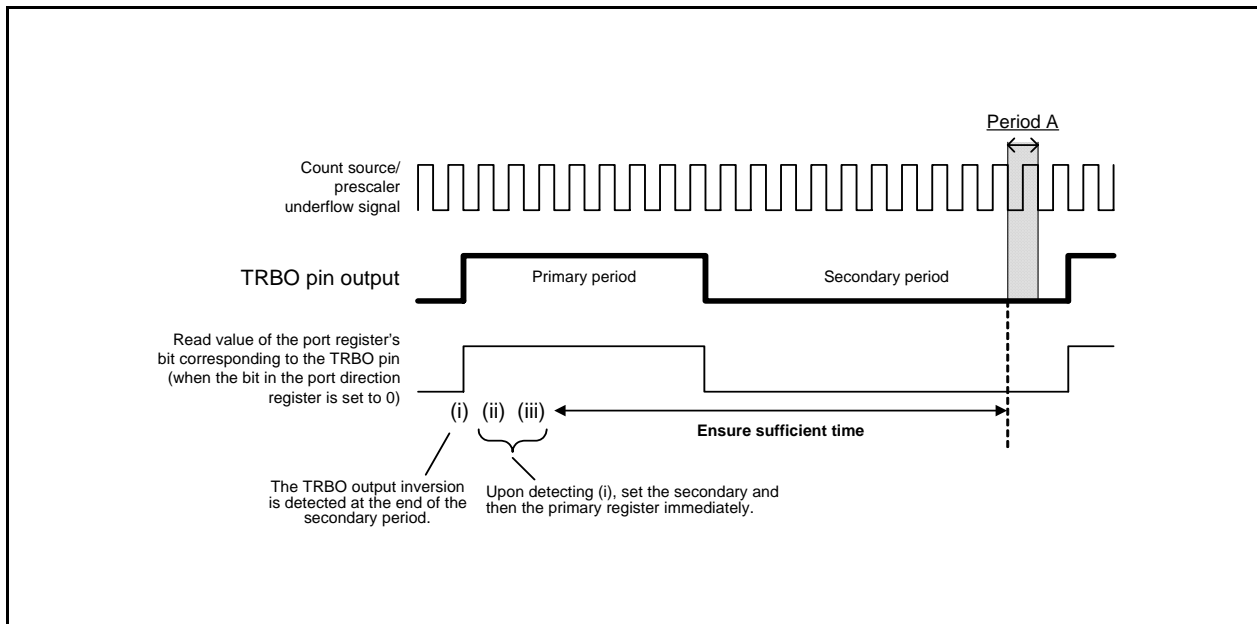 Period A
Count source/
prescaler
underflow signal
TRBO pin output
Primary period
Secondary period
Read value of the port register's
bit corresponding to the TRBO pin
(when the bit in the port direction
register is set to 0)
(i) (ii) (iii)
Ensure sufficient time
The TRBO output inversion
is detected at the end of the
secondary period.
Upon detecting (i), set the secondary and
then the primary register immediately.